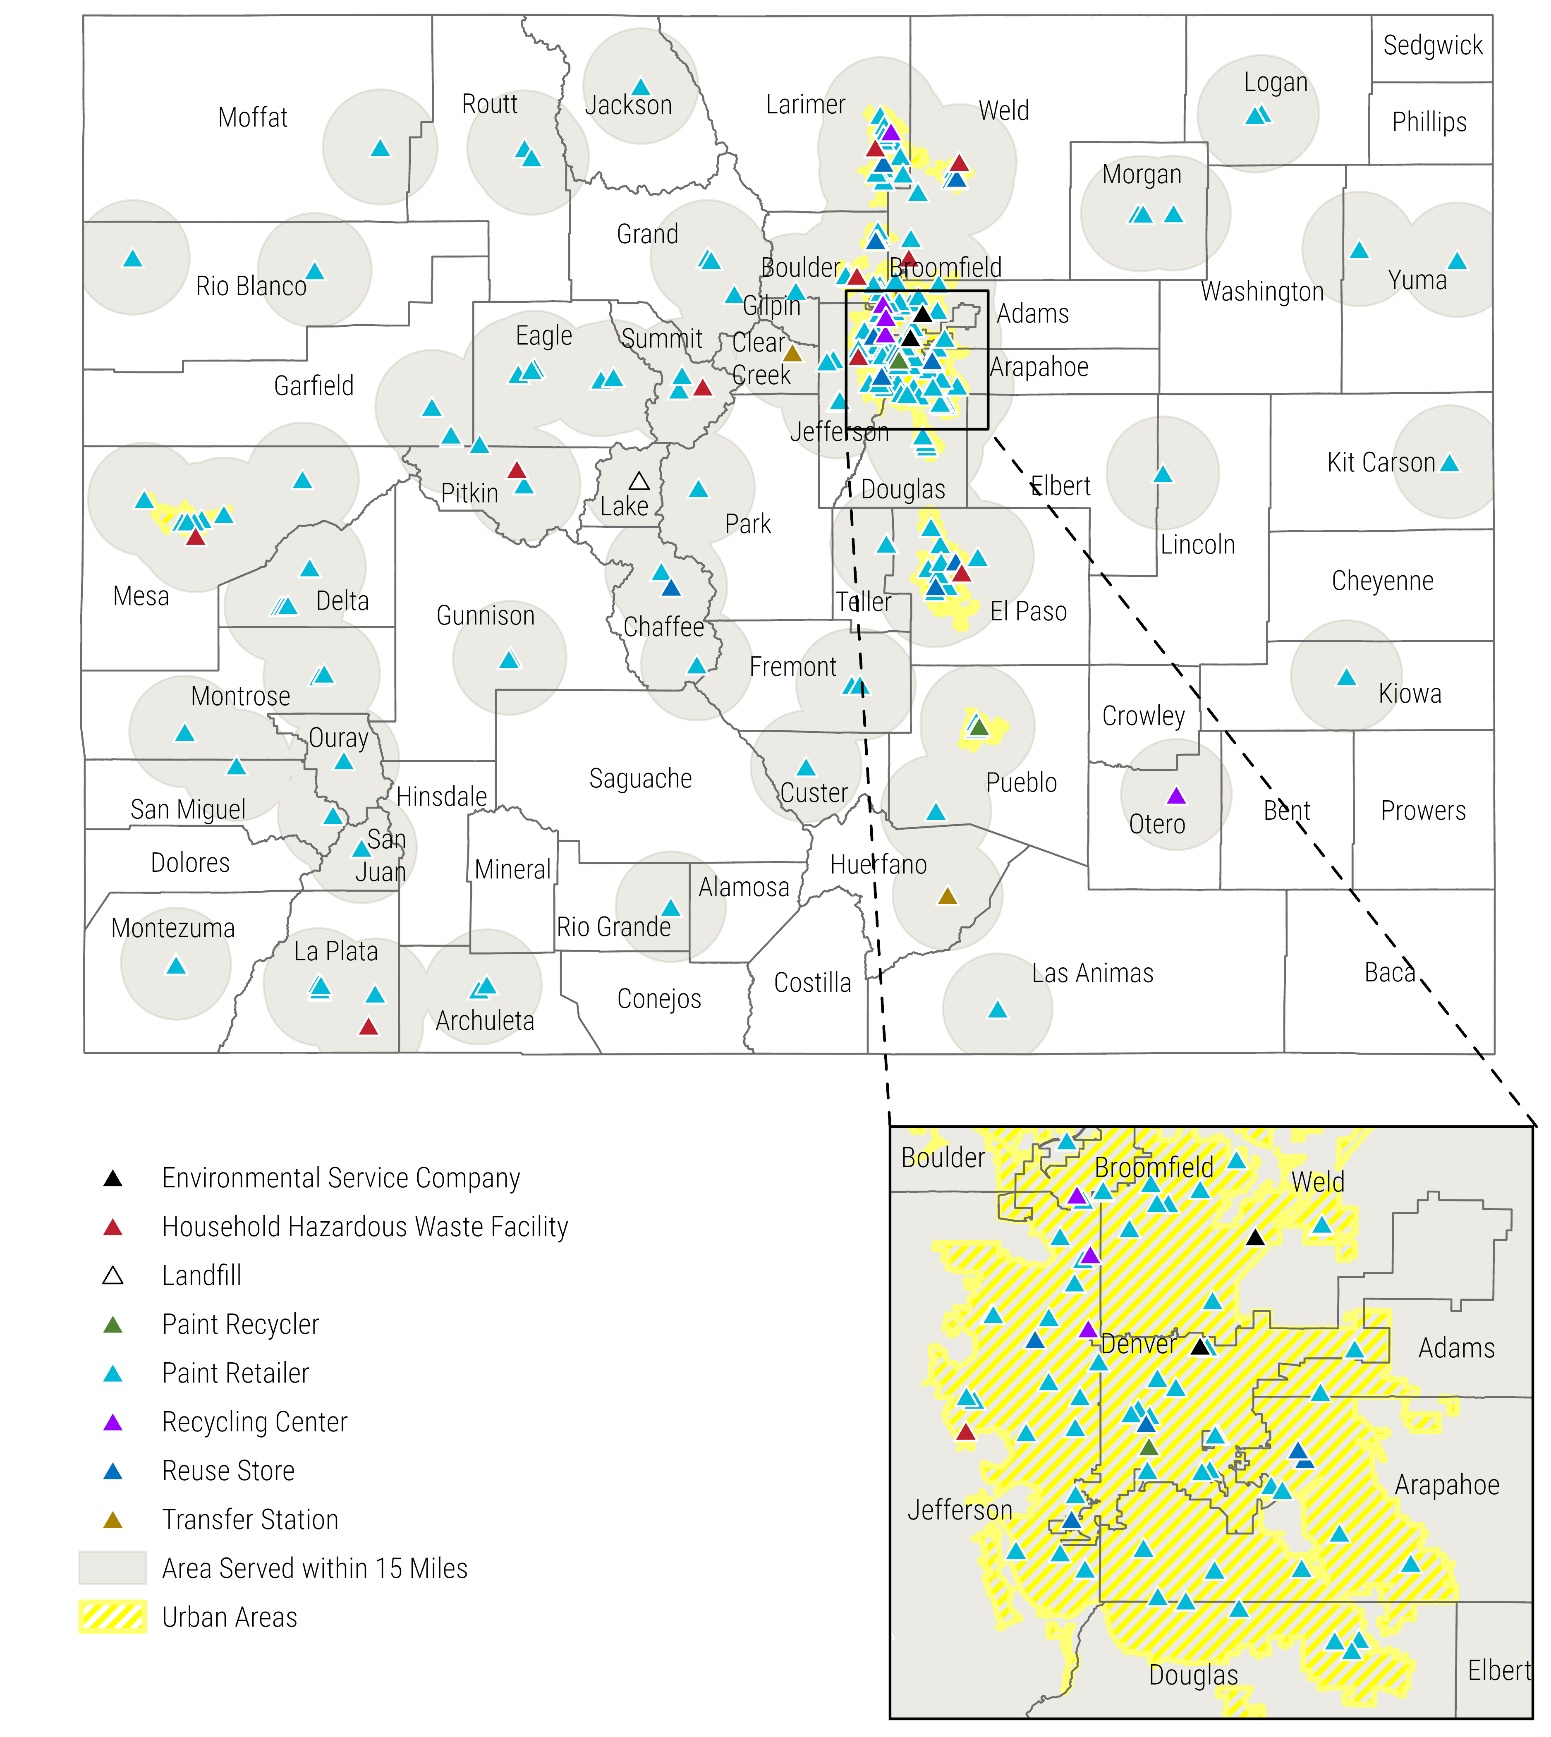 Sedgwick
Moffat
Routt
Jackson
Larimer
Weld
Logan
Phillips
Morgan
Grand
Rio Blanco
Boulder
Broomfield
Washington
Yuma
Gilpin
Adams
Eagle
Summit
Clear
Creek
Arapahoe
Garfield
Jefferson
Kit Carson
Pitkin
Lake
Park
Douglas
Elbert
Lincoln
Mesa
Delta
Gunnison
Chaffee
Teller
El Paso
Cheyenne
Montrose
Fremont
Crowley
Kiowa
Ouray
Hinsdale
Saguache
Custer
Pueblo
San Miguel
Otero
Bent
Prowers
Dolores
San
Juan
Mineral
Alamosa
Huerfano
Montezuma
La Plata
Rio Grande
Archuleta
Conejos
Costilla
Las Animas
Baca
Environmental Service Company
Household Hazardous Waste Facility
Landfill
Paint Recycler
Paint Retailer
Recycling Center
Reuse Store
Transfer Station
Area Served within 15 Miles
Urban Areas
Boulder
Broomfield
Weld
Denver
Adams
Arapahoe
Jefferson
Douglas
Elbert